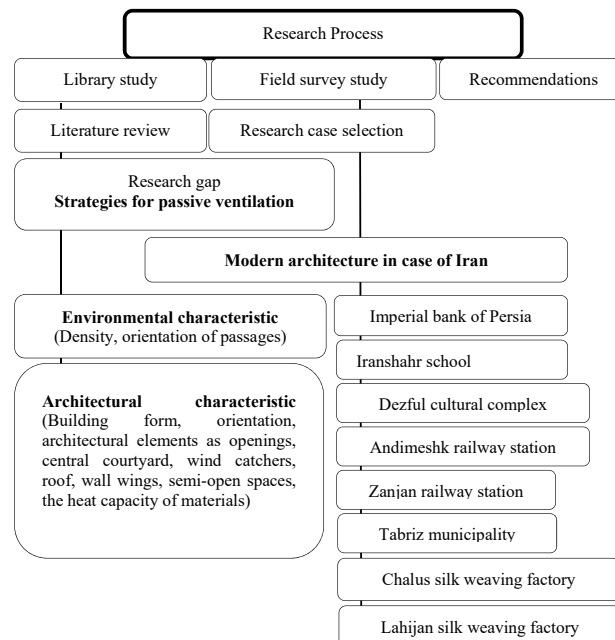 Research Process
Library study
Field survey study
Recommendations
Literature review
Research case selection
Research gap
Strategies for passive ventilation
Modern architecture in case of Iran
Environmental characteristic
(Density, orientation of passages)
Architectural characteristic
(Building form, orientation,
architectural elements as openings,
central courtyard, wind catchers,
roof, wall wings, semi-open spaces,
the heat capacity of materials)
Imperial bank of Persia
Iranshahr school
Dezful cultural complex
Andimeshk railway station
Zanjan railway station
Tabriz municipality
Chalus silk weaving factory
Lahijan silk weaving factory